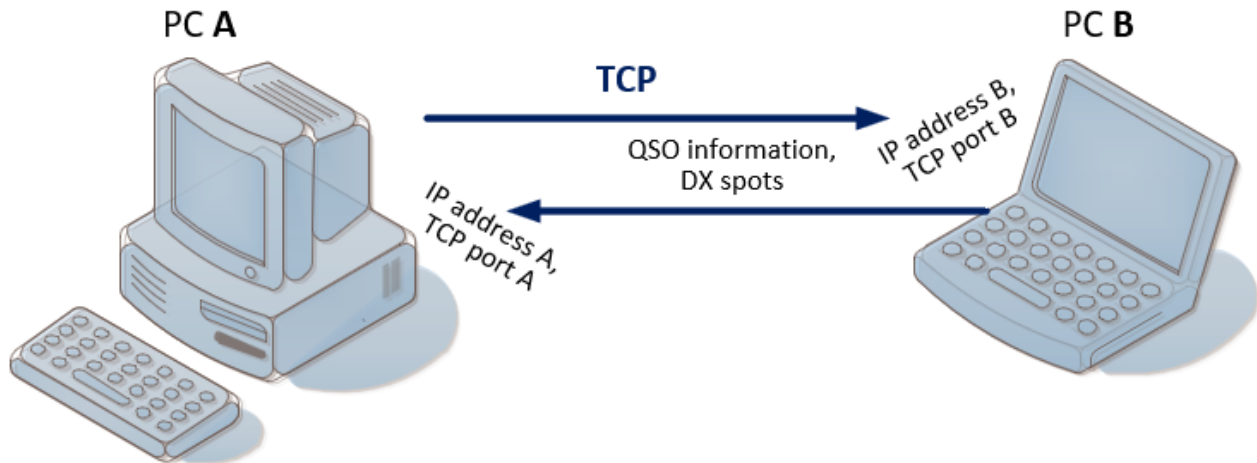 PC A
PC B
TCP
IP address B,
TCP port B
QSO information,
DX spots
IP address A,
TCP port A